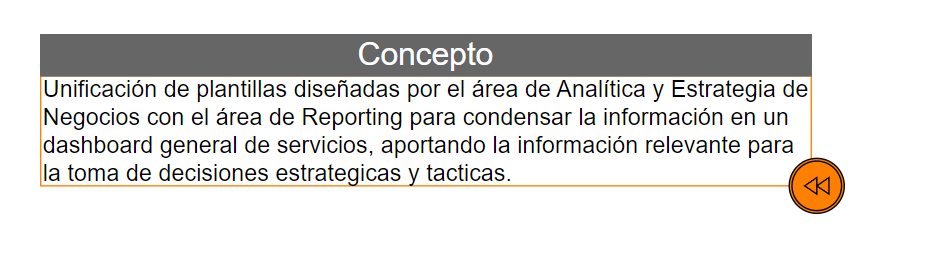 Concepto
Unificación de plantillas diseñadas por el área de Analítica y Estrategia de
Negocios con el área de Reporting para condensar la información en un
dashboard general de servicios, aportando la información relevante para
la toma de decisiones estrategicas y tacticas.